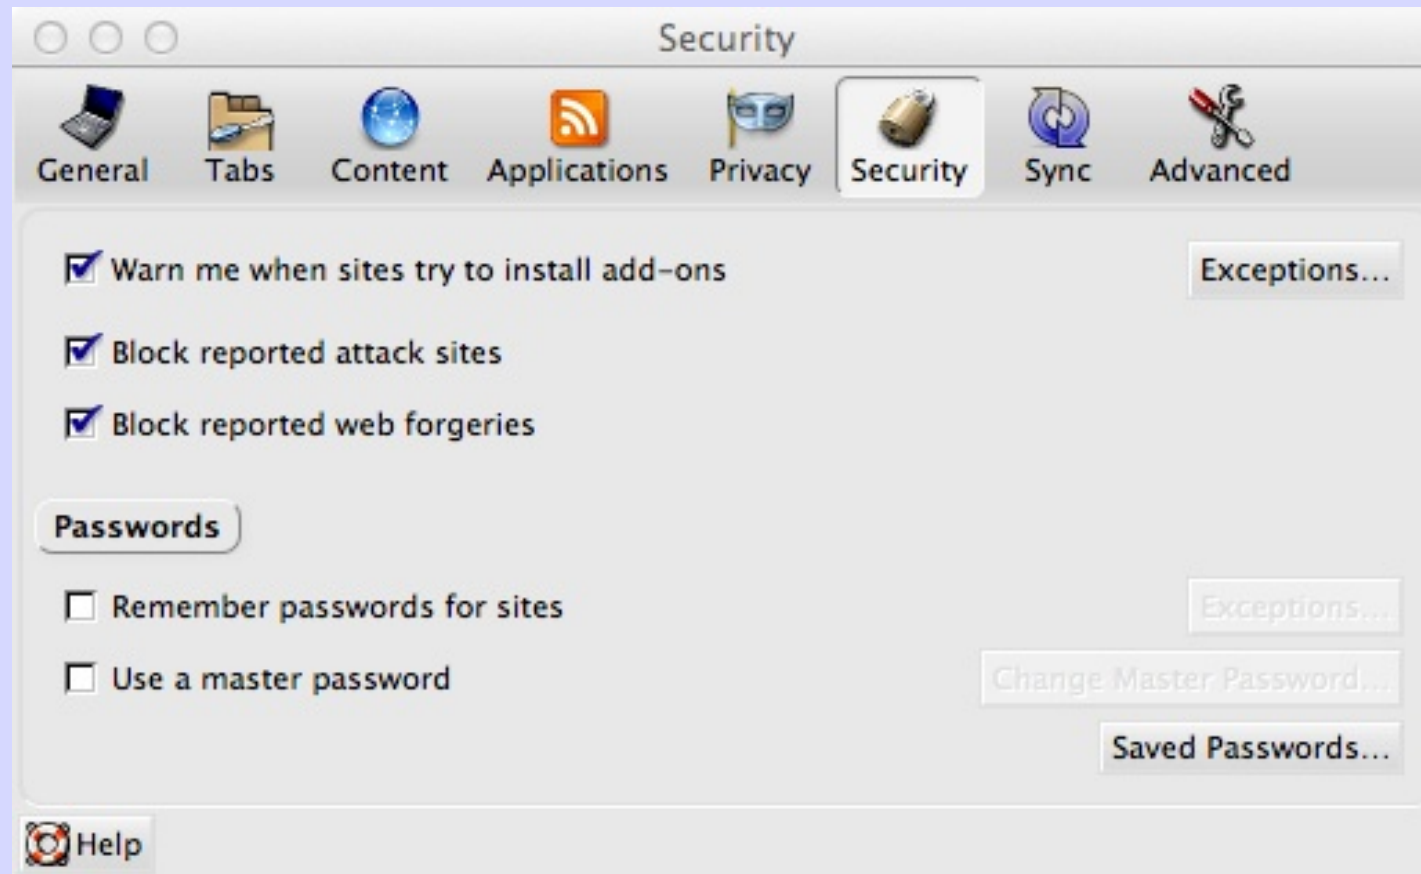 Security
General Tabs Content Applications Privacy Security Sync Advanced
Warn me when sites try to install add-ons Exceptions...
Block reported attack sites
Block reported web forgeries
Passwords
Remember passwords for sites Exceptions...
Use a master password Change Master Password...
Saved Passwords...
Help